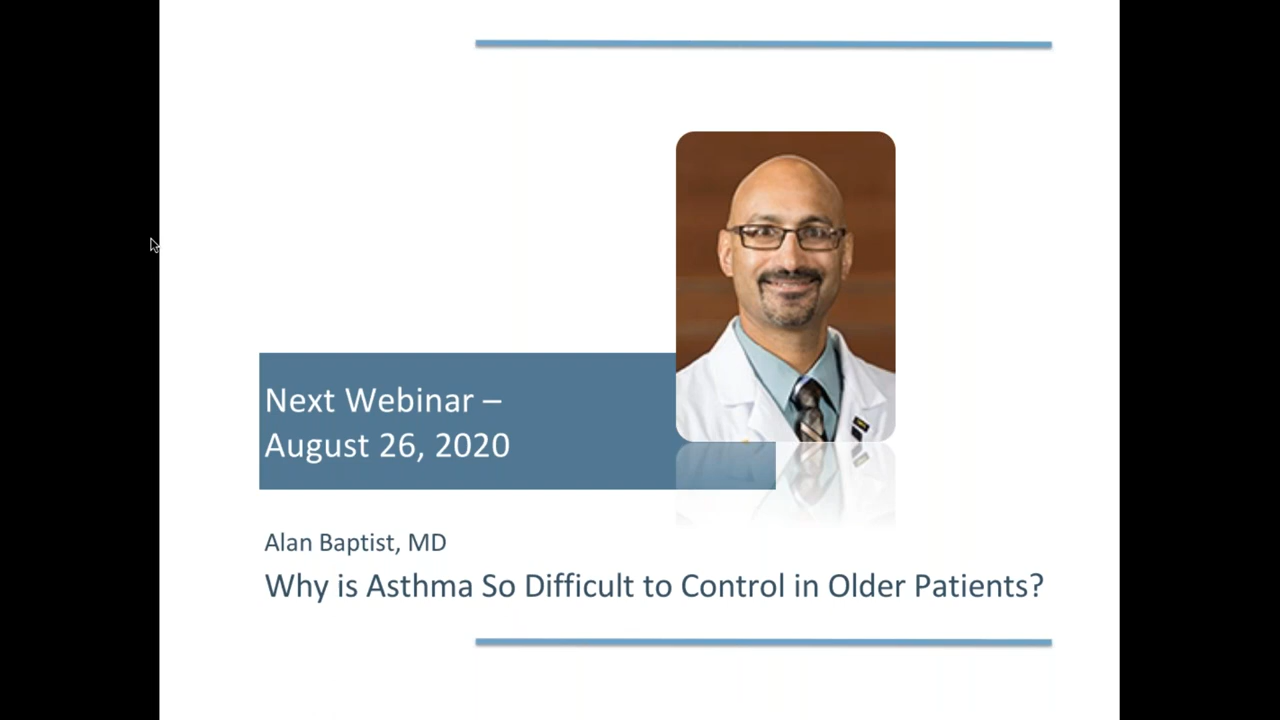 Next Webinar –
August 26, 2020
Alan Baptist, MD
Why is Asthma So Difficult to Control in Older Patients?